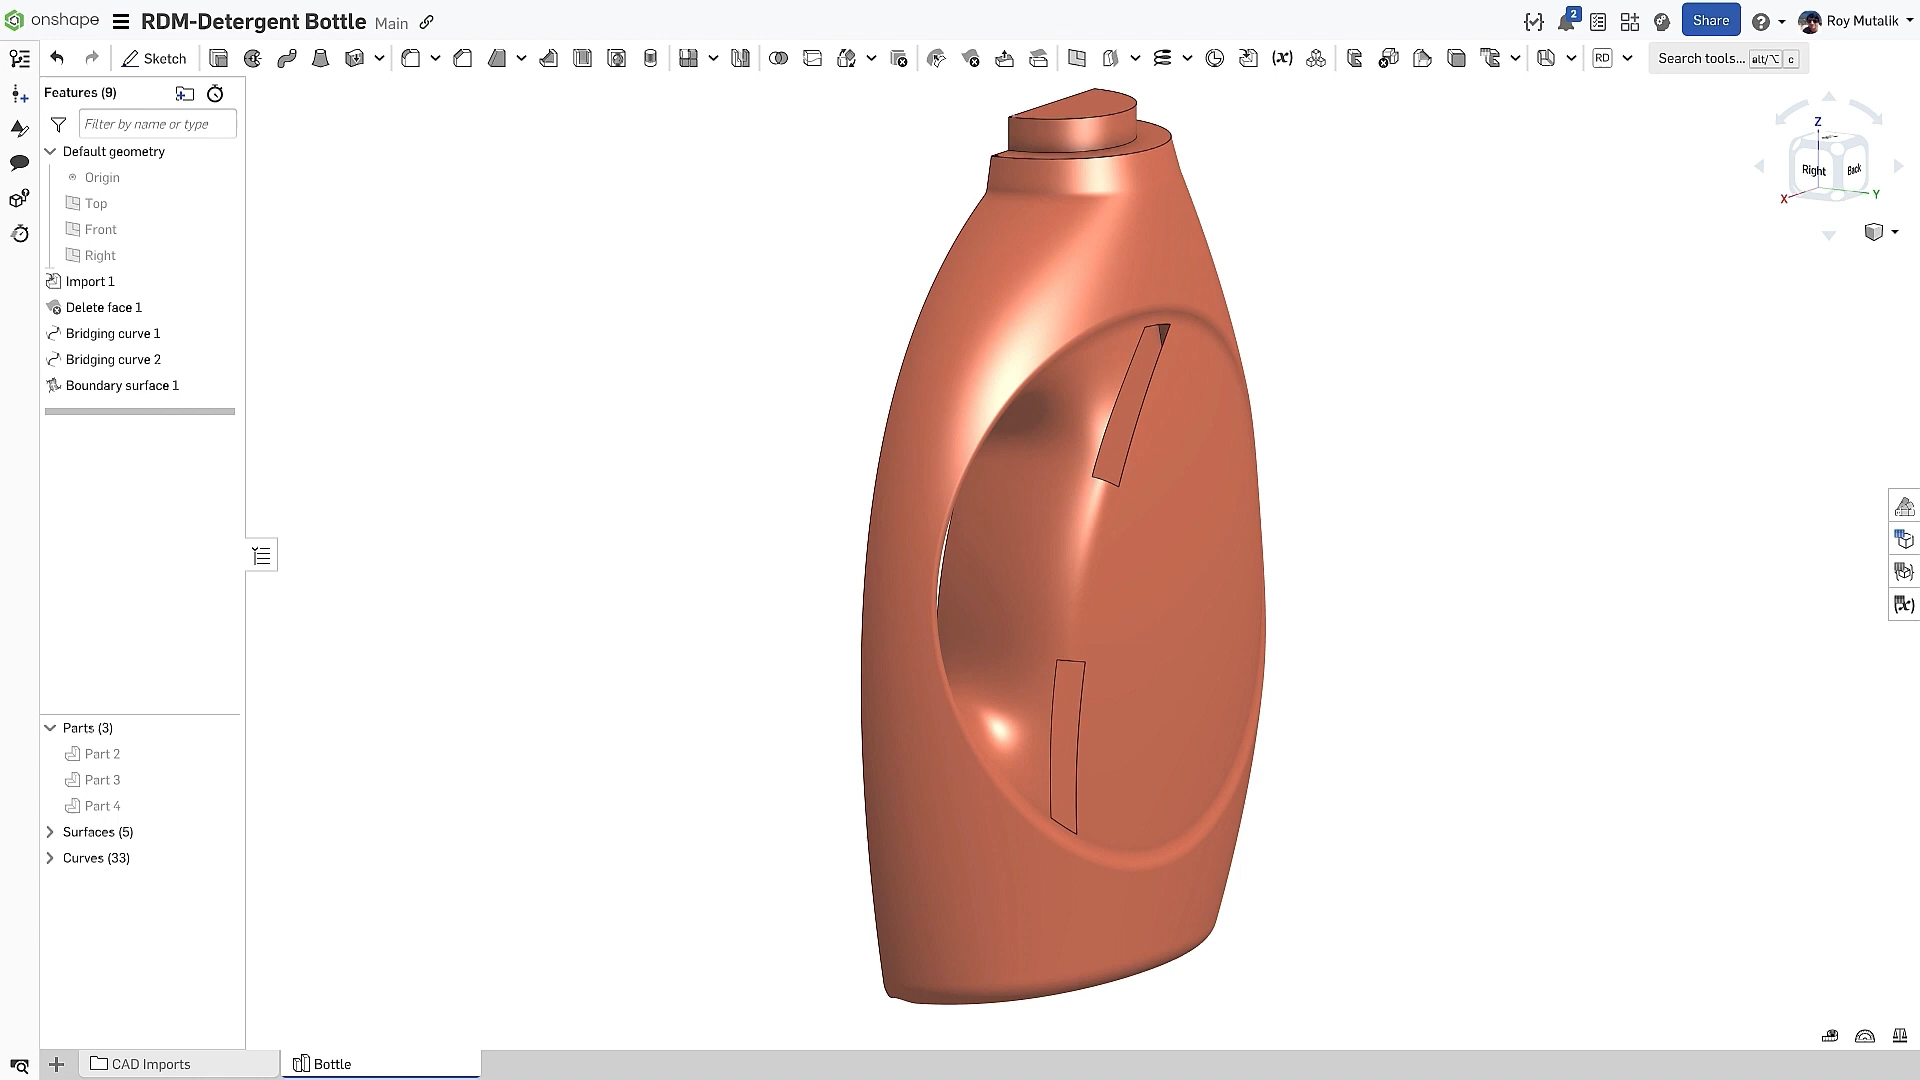 onshape
RDM-Detergent Bottle Main
2
Share
Roy Mutalik
Sketch
RD
Search tools... alt/⌥ c
Features (9)
Filter by name or type
Default geometry
Origin
Top
Front
Right
Import 1
Delete face 1
Bridging curve 1
Bridging curve 2
Boundary surface 1
Z
Right
Back
X
Y
Parts (3)
Part 2
Part 3
Part 4
Surfaces (5)
Curves (33)
CAD Imports
Bottle